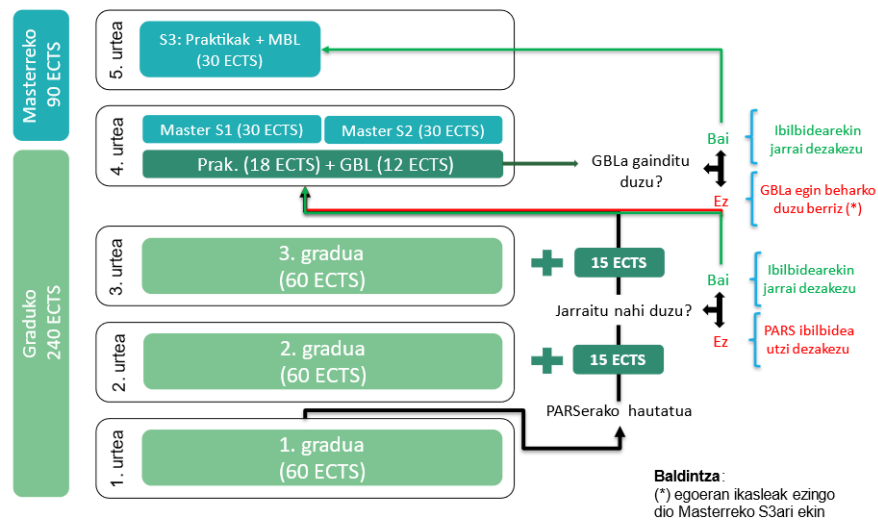 Masterreko
90 ECTS
5. urtea
S3: Praktikak + MBL
(30 ECTS)
Graduko
240 ECTS
4. urtea
Master S1 (30 ECTS)
Master S2 (30 ECTS)
Prak. (18 ECTS) + GBL (12 ECTS)
GBLa gainditu
duzu?
Bai
Ibilbidearekin
jarrai dezakezu
Ez
GBLa egin beharko
duzu berriz (*)
3. urtea
3. gradua
(60 ECTS)
15 ECTS
Jarraitu nahi duzu?
Bai
Ibilbidearekin
jarrai dezakezu
Ez
PARS ibilbidea
utzi dezakezu
2. urtea
2. gradua
(60 ECTS)
15 ECTS
PARSerako hautatua
1. urtea
1. gradua
(60 ECTS)
Baldintza:
(*) egoeran ikasleak ezingo
dio Masterreko S3ari ekin